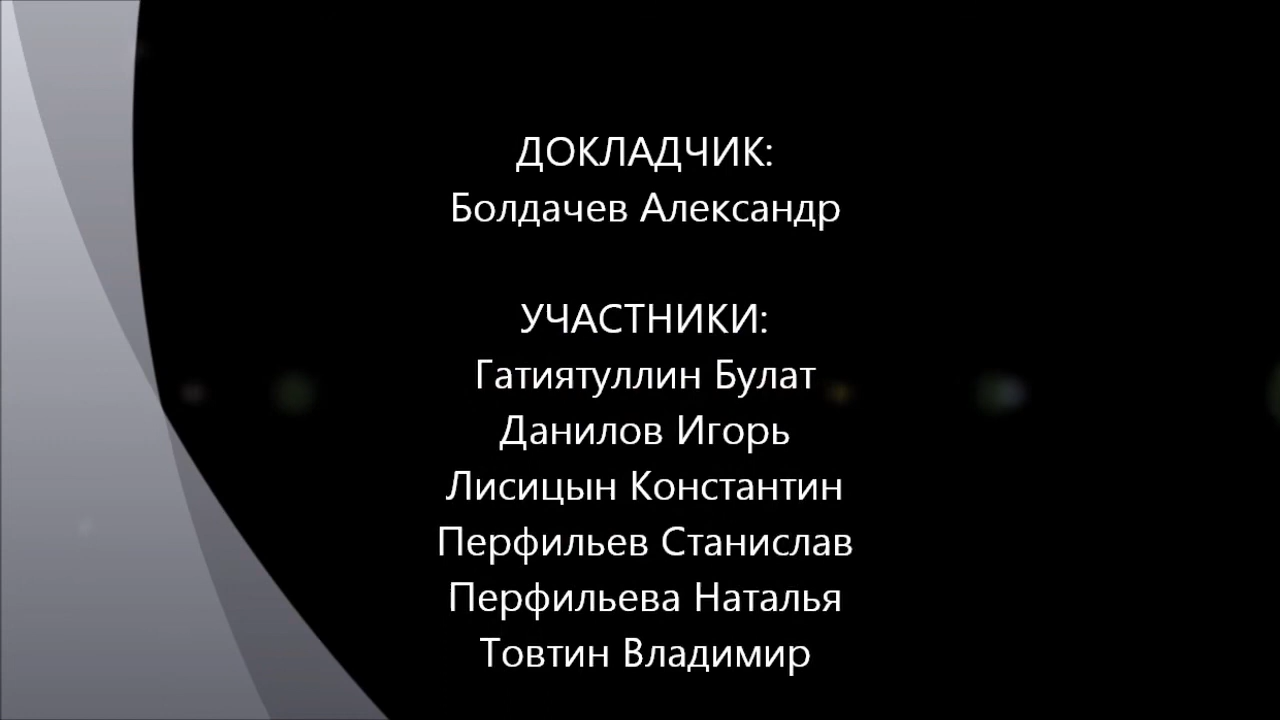 ДОКЛАДЧИК:
Болдачев Александр
УЧАСТНИКИ:
Гатиятуллин Булат
Данилов Игорь
Лисицын Константин
Перфильев Станислав
Перфильева Наталья
Товтин Владимир